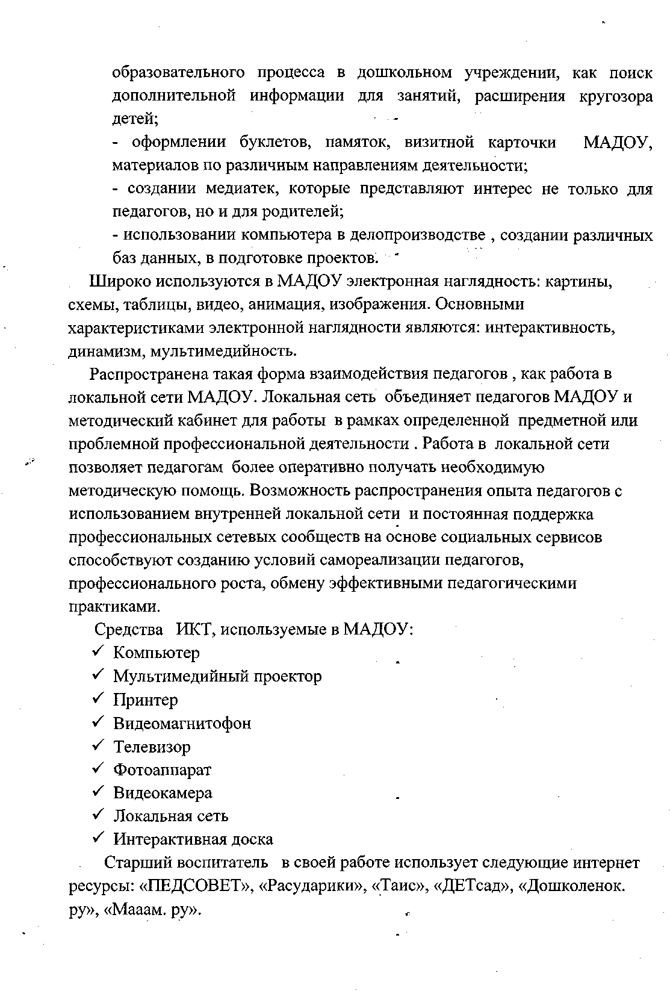 образовательного процесса в дошкольном учреждении, как поиск
дополнительной информации для занятий, расширения кругозора
детей;
- оформлении буклетов, памяток, визитной карточки МАДОУ,
материалов по различным направлениям деятельности;
- создании медиатек, которые представляют интерес не только для
педагогов, но и для родителей;
- использовании компьютера в делопроизводстве , создании различных
баз данных, в подготовке проектов.
Широко используются в МАДОУ электронная наглядность: картины,
схемы, таблицы, видео, анимация, изображения. Основными
характеристиками электронной наглядности являются: интерактивность,
динамизм, мультимедийность.
Распространена такая форма взаимодействия педагогов , как работа в
локальной сети МАДОУ. Локальная сеть объединяет педагогов МАДОУ и
методический кабинет для работы в рамках определенной предметной или
проблемной профессиональной деятельности . Работа в локальной сети
позволяет педагогам более оперативно получать необходимую
методическую помощь. Возможность распространения опыта педагогов с
использованием внутренней локальной сети и постоянная поддержка
профессиональных сетевых сообществ на основе социальных сервисов
способствуют созданию условий самореализации педагогов,
профессионального роста, обмену эффективными педагогическими
практиками.
Средства ИКТ, используемые в МАДОУ:
✓ Компьютер
✓ Мультимедийный проектор
✓ Принтер
✓ Видеомагнитофон
✓ Телевизор
✓ Фотоаппарат
✓ Видеокамера
✓ Локальная сеть
✓ Интерактивная доска
Старший воспитатель в своей работе использует следующие интернет
ресурсы: «ПЕДСОВЕТ», «Расударики», «Таис», «ДЕТсад», «Дошколенок.
ру», «Мааам. ру».